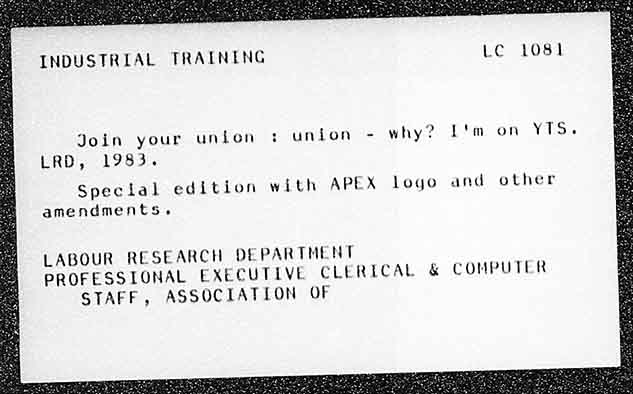 INDUSTRIAL TRAINING LC 1081
Join your union : union - why? I'm on YTS.
LRD, 1983.
Special edition with APEX logo and other
amendments.
LABOUR RESEARCH DEPARTMENT
PROFESSIONAL EXECUTIVE CLERICAL & COMPUTER
STAFF, ASSOCIATION OF